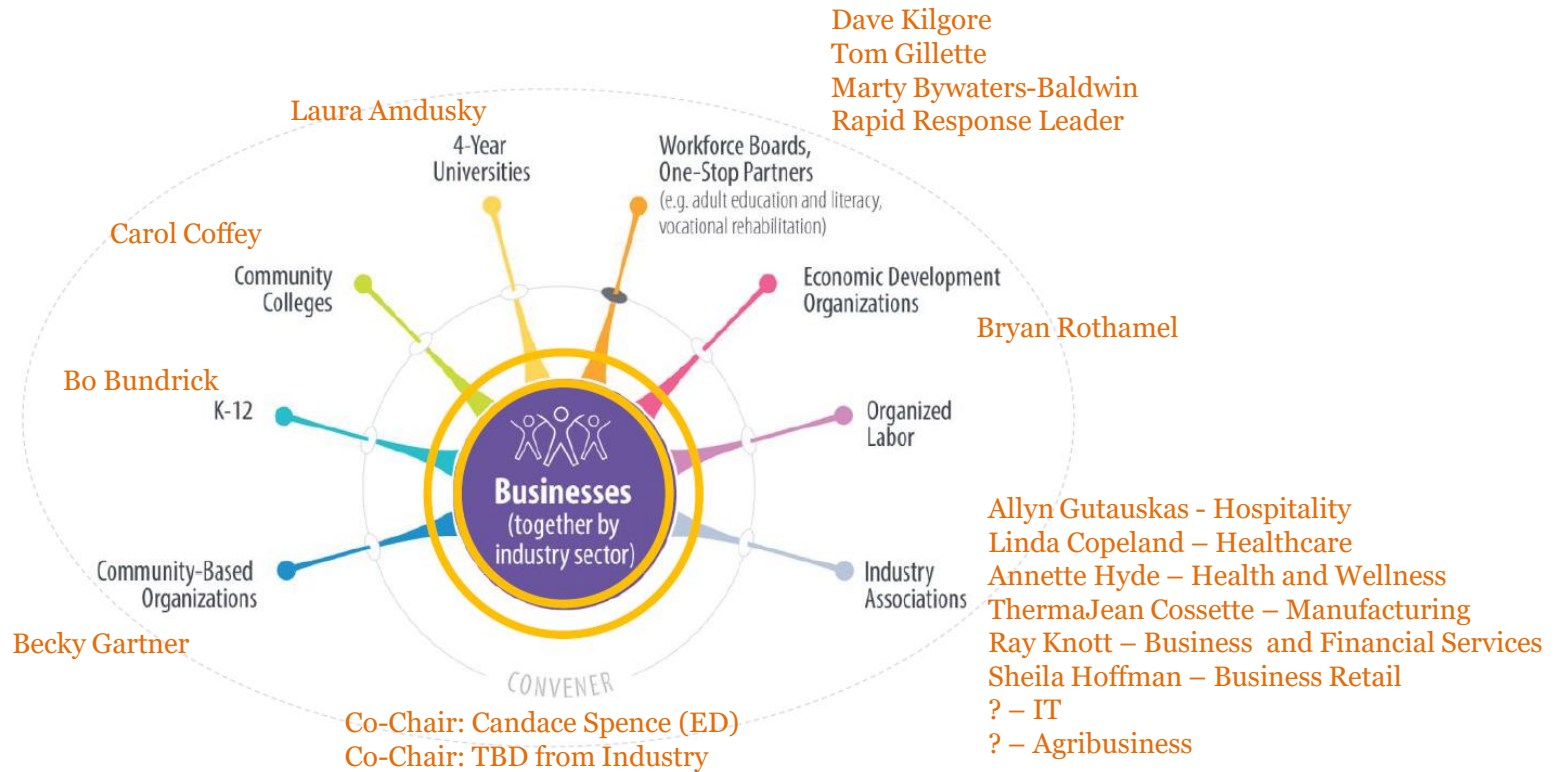 Dave Kilgore
Tom Gillette
Marty Bywaters-Baldwin
Rapid Response Leader
Laura Amdusky
4-Year
Universities
Workforce Boards,
One-Stop Partners
(e.g. adult education and literacy,
vocational rehabilitation)
Carol Coffey
Community
Colleges
Economic Development
Organizations
Bryan Rothamel
Bo Bundrick
K-12
Organized
Labor
Businesses
(together by
industry sector)
Community-Based
Organizations
Industry
Associations
Becky Gartner
Allyn Gutauskas - Hospitality
Linda Copeland – Healthcare
Annette Hyde – Health and Wellness
ThermaJean Cossette – Manufacturing
Ray Knott – Business and Financial Services
Sheila Hoffman – Business Retail
? – IT
? – Agribusiness
CONVENER
Co-Chair: Candace Spence (ED)
Co-Chair: TBD from Industry